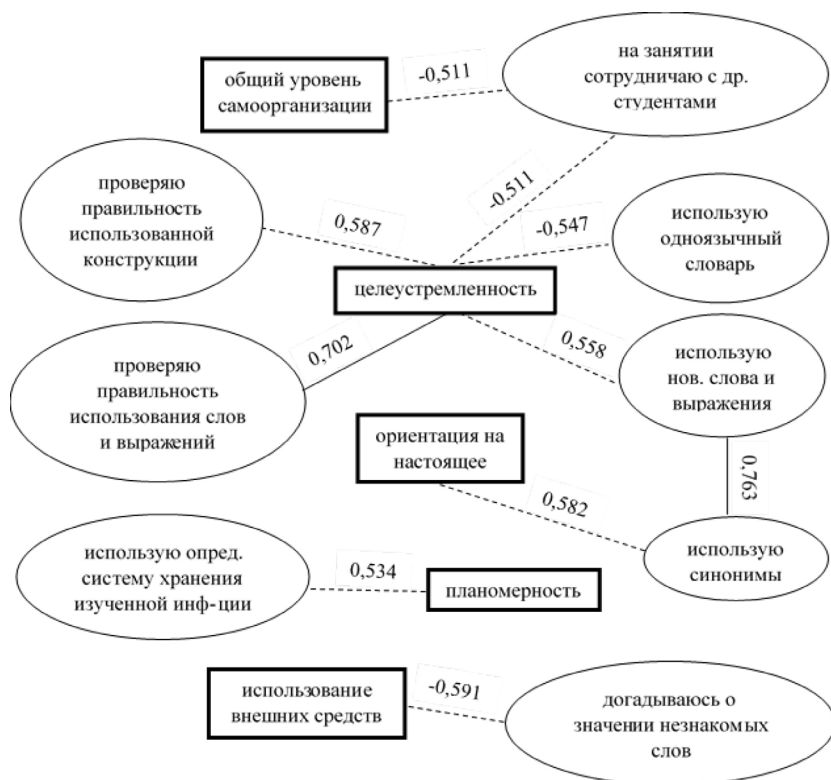 на занятии
сотрудничаю с др.
студентами
-0,511
общий уровень
самоорганизации
проверяю
правильность
использованной
конструкции
0,587
-0.511
-0,547
использую
одноязычный
словарь
целеустремленность
0,702
0,558
проверяю
правильность
использования слов
и выражений
использую
нов. слова и
выражения
ориентация на
настоящее
0,763
0,582
использую опред.
систему хранения
изученной инф-ции
0,534
планомерность
использую
синонимы
использование
внешних средств
-0,591
догадываюсь о
значении незнакомых
слов